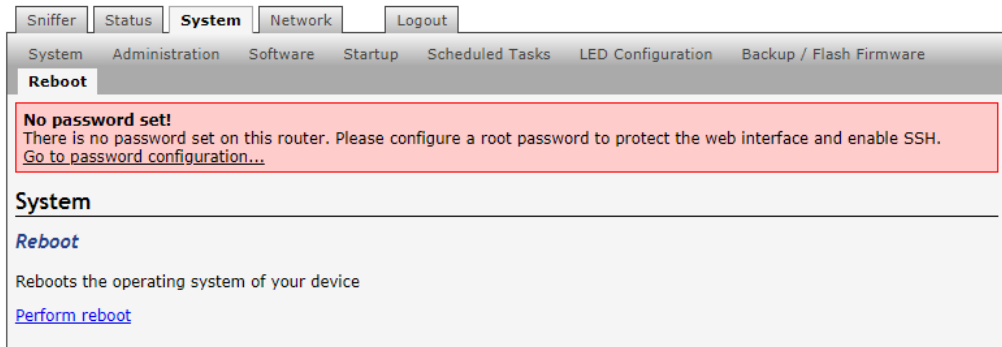 Sniffer Status System Network Logout
System Administration Software Startup Scheduled Tasks LED Configuration Backup / Flash Firmware
Reboot
No password set!
There is no password set on this router. Please configure a root password to protect the web interface and enable SSH.
Go to password configuration...
System
Reboot
Reboots the operating system of your device
Perform reboot